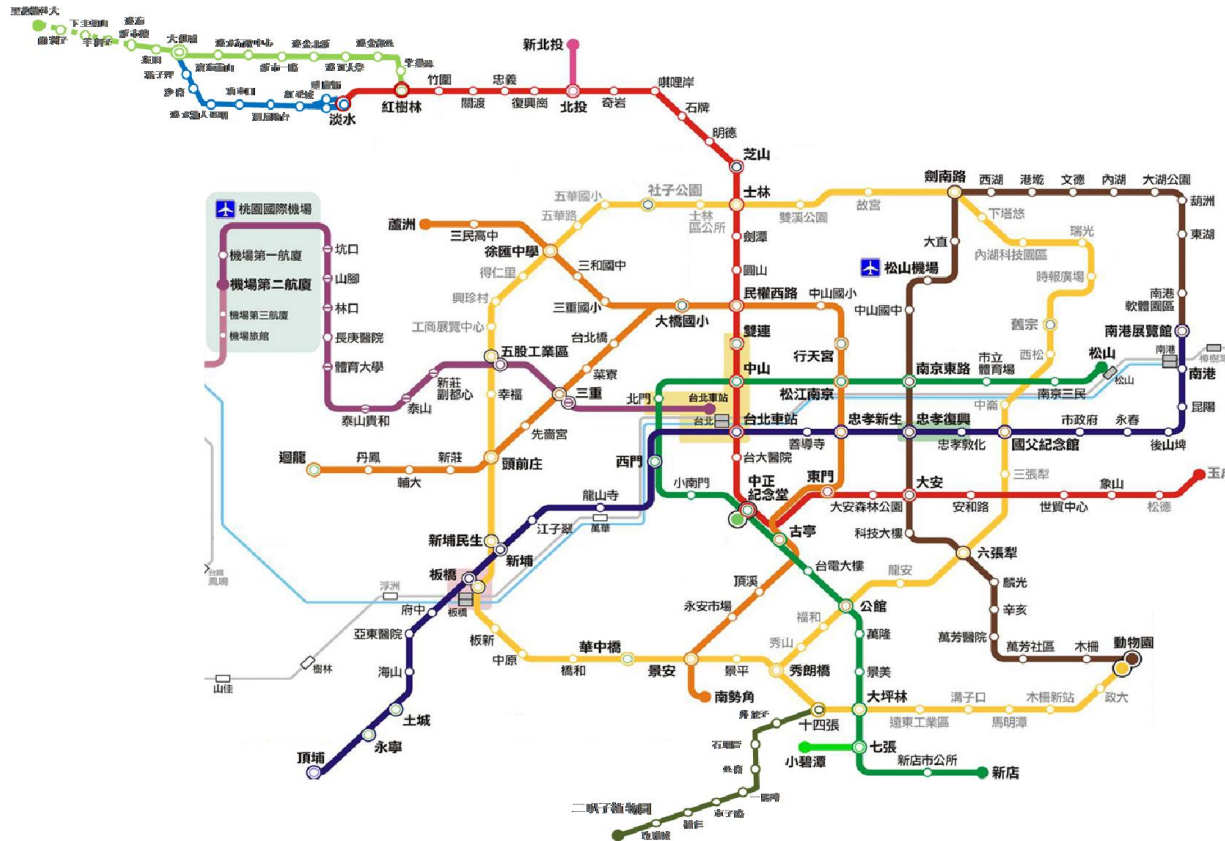 新北投
竹圍
忠義
唭哩岸
紅樹林
關渡
復興崗
北投
奇岩
石牌
淡水
明德
芝山
桃園國際機場
五華國小
社子公園
士林
劍南路
西湖
港墘
文德
內湖
大湖公園
葫洲
蘆洲
五華路
士林
區公所
雙溪公園
故宮
下塔悠
三民高中
徐匯中學
劍潭
大直
瑞光
東湖
機場第一航廈
坑口
內湖科技園區
得仁里
三和國中
圓山
松山機場
時報廣場
機場第二航廈
山腳
興珍村
三重國小
民權西路
中山國小
中山國中
南港
軟體園區
機場第三航廈
林口
大橋國小
舊宗
機場旅館
長庚醫院
工商展覽中心
台北橋
雙連
行天宮
南港展覽館
五股工業區
西松
南港
松山
體育大學
新莊
副都心
菜寮
中山
南京東路
市立
體育場
松山
南港
幸福
三重
北門
台北車站
松江南京
南京三民
泰山
中崙
昆陽
泰山貴和
先嗇宮
台北
台北車站
忠孝新生
忠孝復興
市政府
永春
善導寺
忠孝敦化
國父紀念館
後山埤
迴龍
丹鳳
新莊
頭前庄
西門
台大醫院
輔大
小南門
中正
紀念堂
東門
大安
三張犁
象山
龍山寺
大安森林公園
安和路
世貿中心
松德
江子翠
萬華
古亭
科技大樓
新埔民生
新埔
六張犁
板橋
台電大樓
浮洲
頂溪
龍安
麟光
府中
板橋
永安市場
公館
辛亥
亞東醫院
福和
萬隆
萬芳醫院
板新
秀山
中原
華中橋
萬芳社區
木柵
動物園
樹林
海山
橋和
景安
景平
秀朗橋
景美
山佳
政大
南勢角
大坪林
溝子口
木柵新站
土城
十四張
遠東工業區
馬明潭
永寧
小碧潭
七張
頂埔
新店市公所
新店